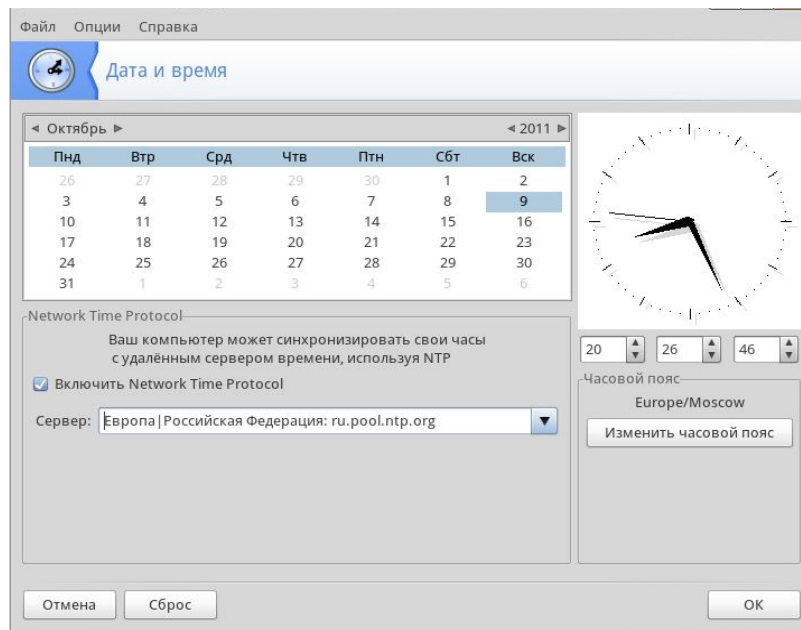 Файл Опции Справка
Дата и время
Октябрь 2011
Пнд Втр Срд Чтв Птн Сбт Вск
26 27 28 29 30 1 2
3 4 5 6 7 8 9
10 11 12 13 14 15 16
17 18 19 20 21 22 23
24 25 26 27 28 29 30
31 1 2 3 4 5 6
Network Time Protocol
Ваш компьютер может синхронизировать свои часы
с удалённым сервером времени, используя NTP
Включить Network Time Protocol
Сервер: Европа|Российская Федерация: ru.pool.ntp.org
20 26 46
Часовой пояс
Europe/Moscow
Изменить часовой пояс
Отмена Сброс ОК